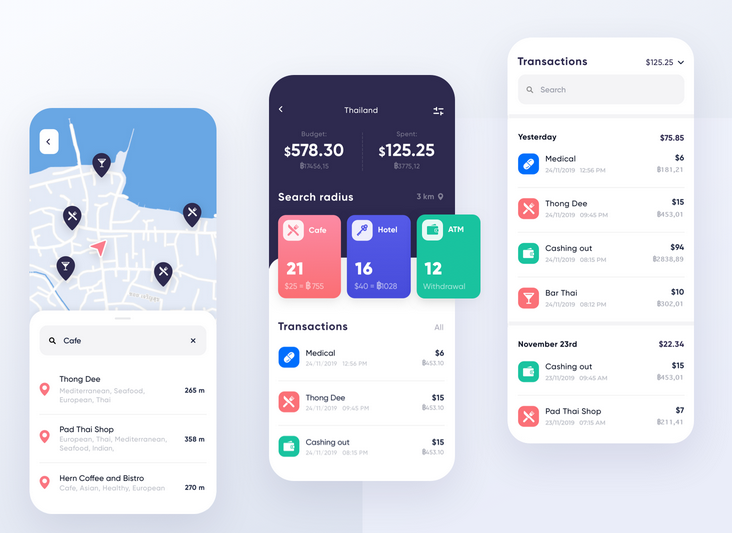 Cafe
Thong Dee
Mediterranean, Seafood,
European, Thai
265 m
Pad Thai Shop
European, Thai, Mediterranean,
Seafood, Indian,
358 m
Hern Coffee and Bistro
Cafe, Asian, Healthy, European
270 m
Thailand
Budget:
$578.30
฿17456,15
Spent:
$125.25
฿3775,12
Search radius
3 km
Cafe
21
$25 = ฿ 755
Hotel
16
$40 = ฿1028
ATM
12
Withdrawal
Transactions
All
Medical
$6
24/11/2019 12:56 PM
฿453.10
Thong Dee
$15
24/11/2019 09:45 PM
฿453.10
Cashing out
$15
24/11/2019 08:15 PM
฿453.10
Transactions
$125.25
Search
Yesterday
$75.85
Medical
$6
24/11/2019 12:56 PM
฿181,21
Thong Dee
$15
24/11/2019 09:45 PM
฿453,01
Cashing out
$94
24/11/2019 08:15 PM
฿2838,89
Bar Thai
$10
24/11/2019 08:12 PM
฿302,01
November 23rd
$22.34
Cashing out
$15
23/11/2019 09:45 AM
฿453,01
Pad Thai Shop
$7
23/11/2019 07:15 AM
฿211,41